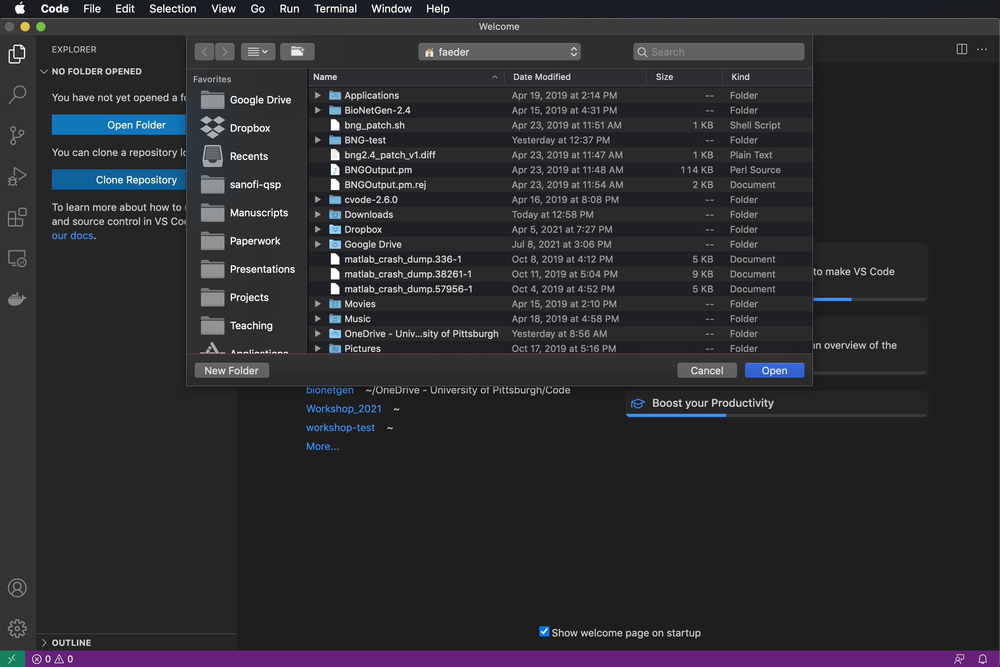 Code File Edit Selection View Go Run Terminal Window Help
Welcome
EXPLORER
NO FOLDER OPENED
You have not yet opened a
Open Folder
You can clone a repository
Clone Repository
To learn more about how to
and source control in VS
our docs.
OUTLINE
faeder
Search
Favorites
Google Drive
Dropbox
Recents
sanofi-qsp
Manuscripts
Paperwork
Presentations
Projects
Teaching
Applications
Name Date Modified Size Kind
Applications Apr 19, 2019 at 2:14 PM -- Folder
BioNetGen-2.4 Apr 15, 2019 at 4:31 PM -- Folder
bng_patch.sh Apr 23, 2019 at 11:51 AM 1 KB Shell Script
BNG-test Yesterday at 12:37 PM -- Folder
bng2.4_patch_v1.diff Apr 23, 2019 at 11:47 AM 1 KB Plain Text
BNGOutput.pm Apr 23, 2019 at 11:48 AM 114 KB Perl Source
BNGOutput.pm.rej Apr 23, 2019 at 11:54 AM 2 KB Document
cvode-2.6.0 Apr 16, 2019 at 8:08 PM -- Folder
Downloads Today at 12:58 PM -- Folder
Dropbox Apr 5, 2021 at 7:27 PM -- Folder
Google Drive Jul 8, 2021 at 3:06 PM -- Folder
matlab_crash_dump.336-1 Oct 8, 2019 at 4:12 PM 5 KB Document
matlab_crash_dump.38261-1 Oct 11, 2019 at 5:04 PM 9 KB Document
matlab_crash_dump.57956-1 Oct 4, 2019 at 4:52 PM 5 KB Document
Movies Apr 15, 2019 at 2:10 PM -- Folder
Music Apr 18, 2019 at 4:58 PM -- Folder
OneDrive - Univ...sity of Pittsburgh Yesterday at 8:56 AM -- Folder
Pictures Oct 17, 2019 at 5:16 PM -- Folder
New Folder Cancel Open
to make VS Code
overview of the
bionetgen ~/OneDrive - University of Pittsburgh/Code
Workshop_2021 ~
workshop-test ~
More...
Boost your Productivity
Show welcome page on startup
0 0